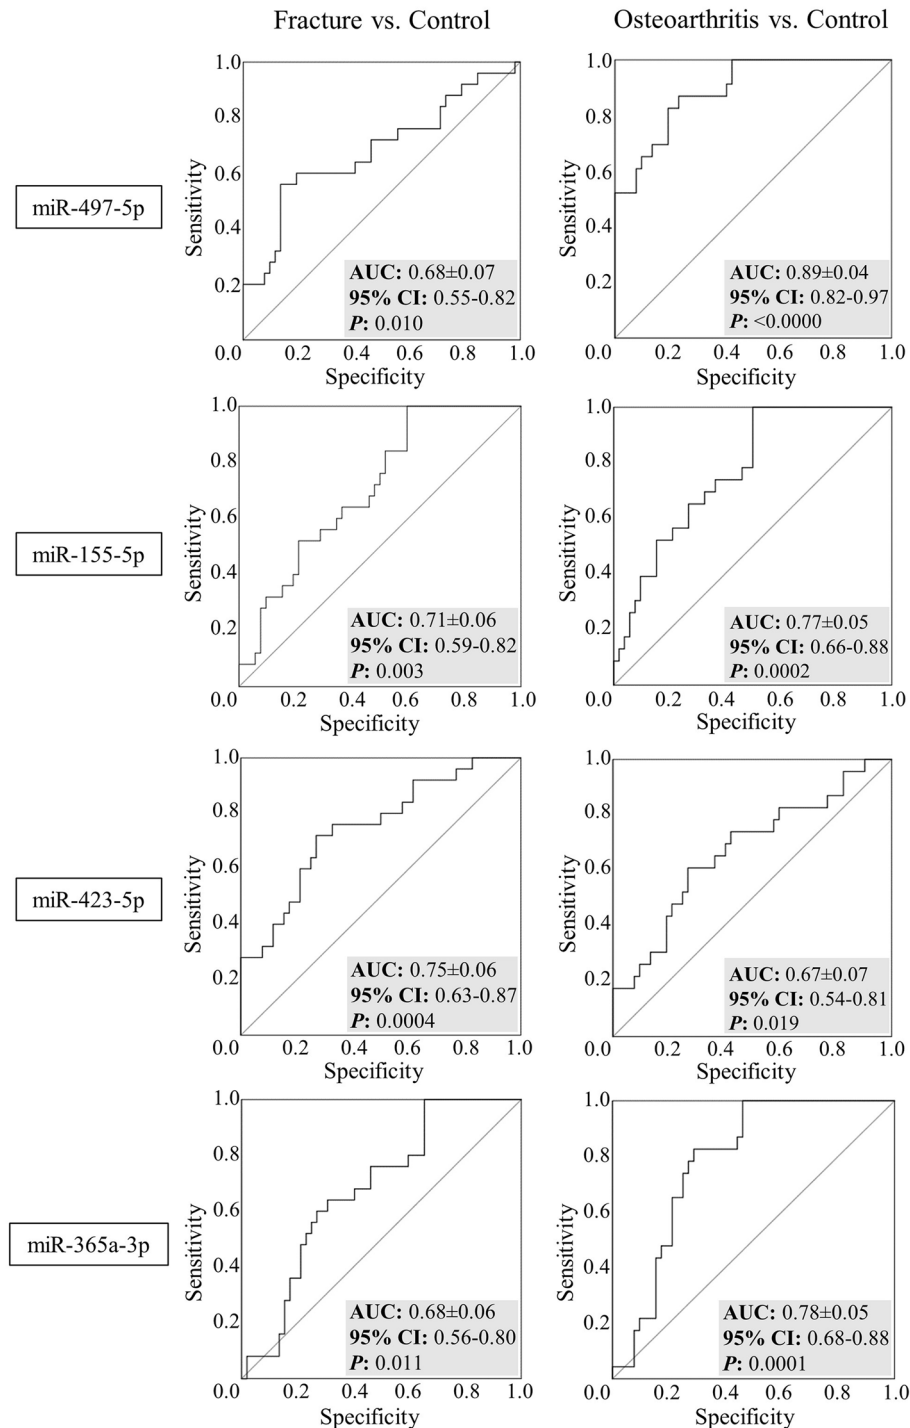 Fracture vs. Control
Osteoarthritis vs. Control
miR-497-5p
Sensitivity
1.0
0.8
0.6
0.4
0.2
0.0
0.2
0.4
0.6
0.8
1.0
Specificity
AUC: 0.68±0.07
95% CI: 0.55-0.82
P: 0.010
Sensitivity
1.0
0.8
0.6
0.4
0.2
0.0
0.2
0.4
0.6
0.8
1.0
Specificity
AUC: 0.89±0.04
95% CI: 0.82-0.97
P: <0.0000
miR-155-5p
Sensitivity
1.0
0.8
0.6
0.4
0.2
0.0
0.2
0.4
0.6
0.8
1.0
Specificity
AUC: 0.71±0.06
95% CI: 0.59-0.82
P: 0.003
Sensitivity
1.0
0.8
0.6
0.4
0.2
0.0
0.2
0.4
0.6
0.8
1.0
Specificity
AUC: 0.77±0.05
95% CI: 0.66-0.88
P: 0.0002
miR-423-5p
Sensitivity
1.0
0.8
0.6
0.4
0.2
0.0
0.2
0.4
0.6
0.8
1.0
Specificity
AUC: 0.75±0.06
95% CI: 0.63-0.87
P: 0.0004
Sensitivity
1.0
0.8
0.6
0.4
0.2
0.0
0.2
0.4
0.6
0.8
1.0
Specificity
AUC: 0.67±0.07
95% CI: 0.54-0.81
P: 0.019
miR-365a-3p
Sensitivity
1.0
0.8
0.6
0.4
0.2
0.0
0.2
0.4
0.6
0.8
1.0
Specificity
AUC: 0.68±0.06
95% CI: 0.56-0.80
P: 0.011
Sensitivity
1.0
0.8
0.6
0.4
0.2
0.0
0.2
0.4
0.6
0.8
1.0
Specificity
AUC: 0.78±0.05
95% CI: 0.68-0.88
P: 0.0001